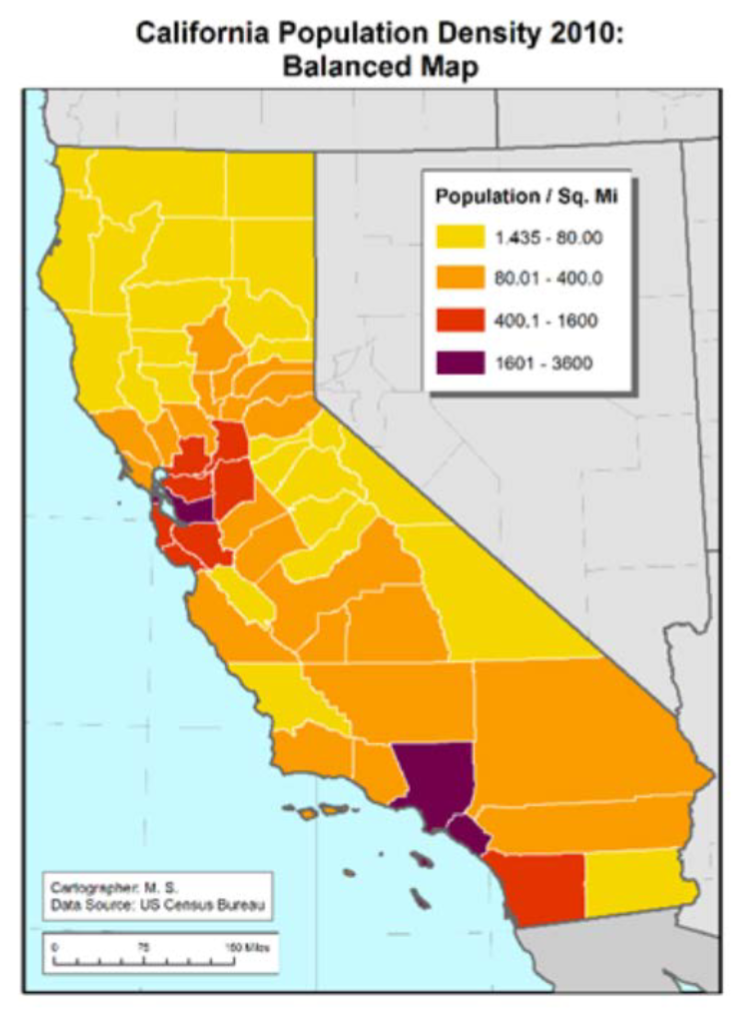 California Population Density 2010:
Balanced Map
Population / Sq. Mi
1.435 - 80.00
80.01 - 400.0
400.1 - 1600
1601 - 3600
Cartographer: M. S.
Data Source: US Census Bureau
0 75 150 Miles